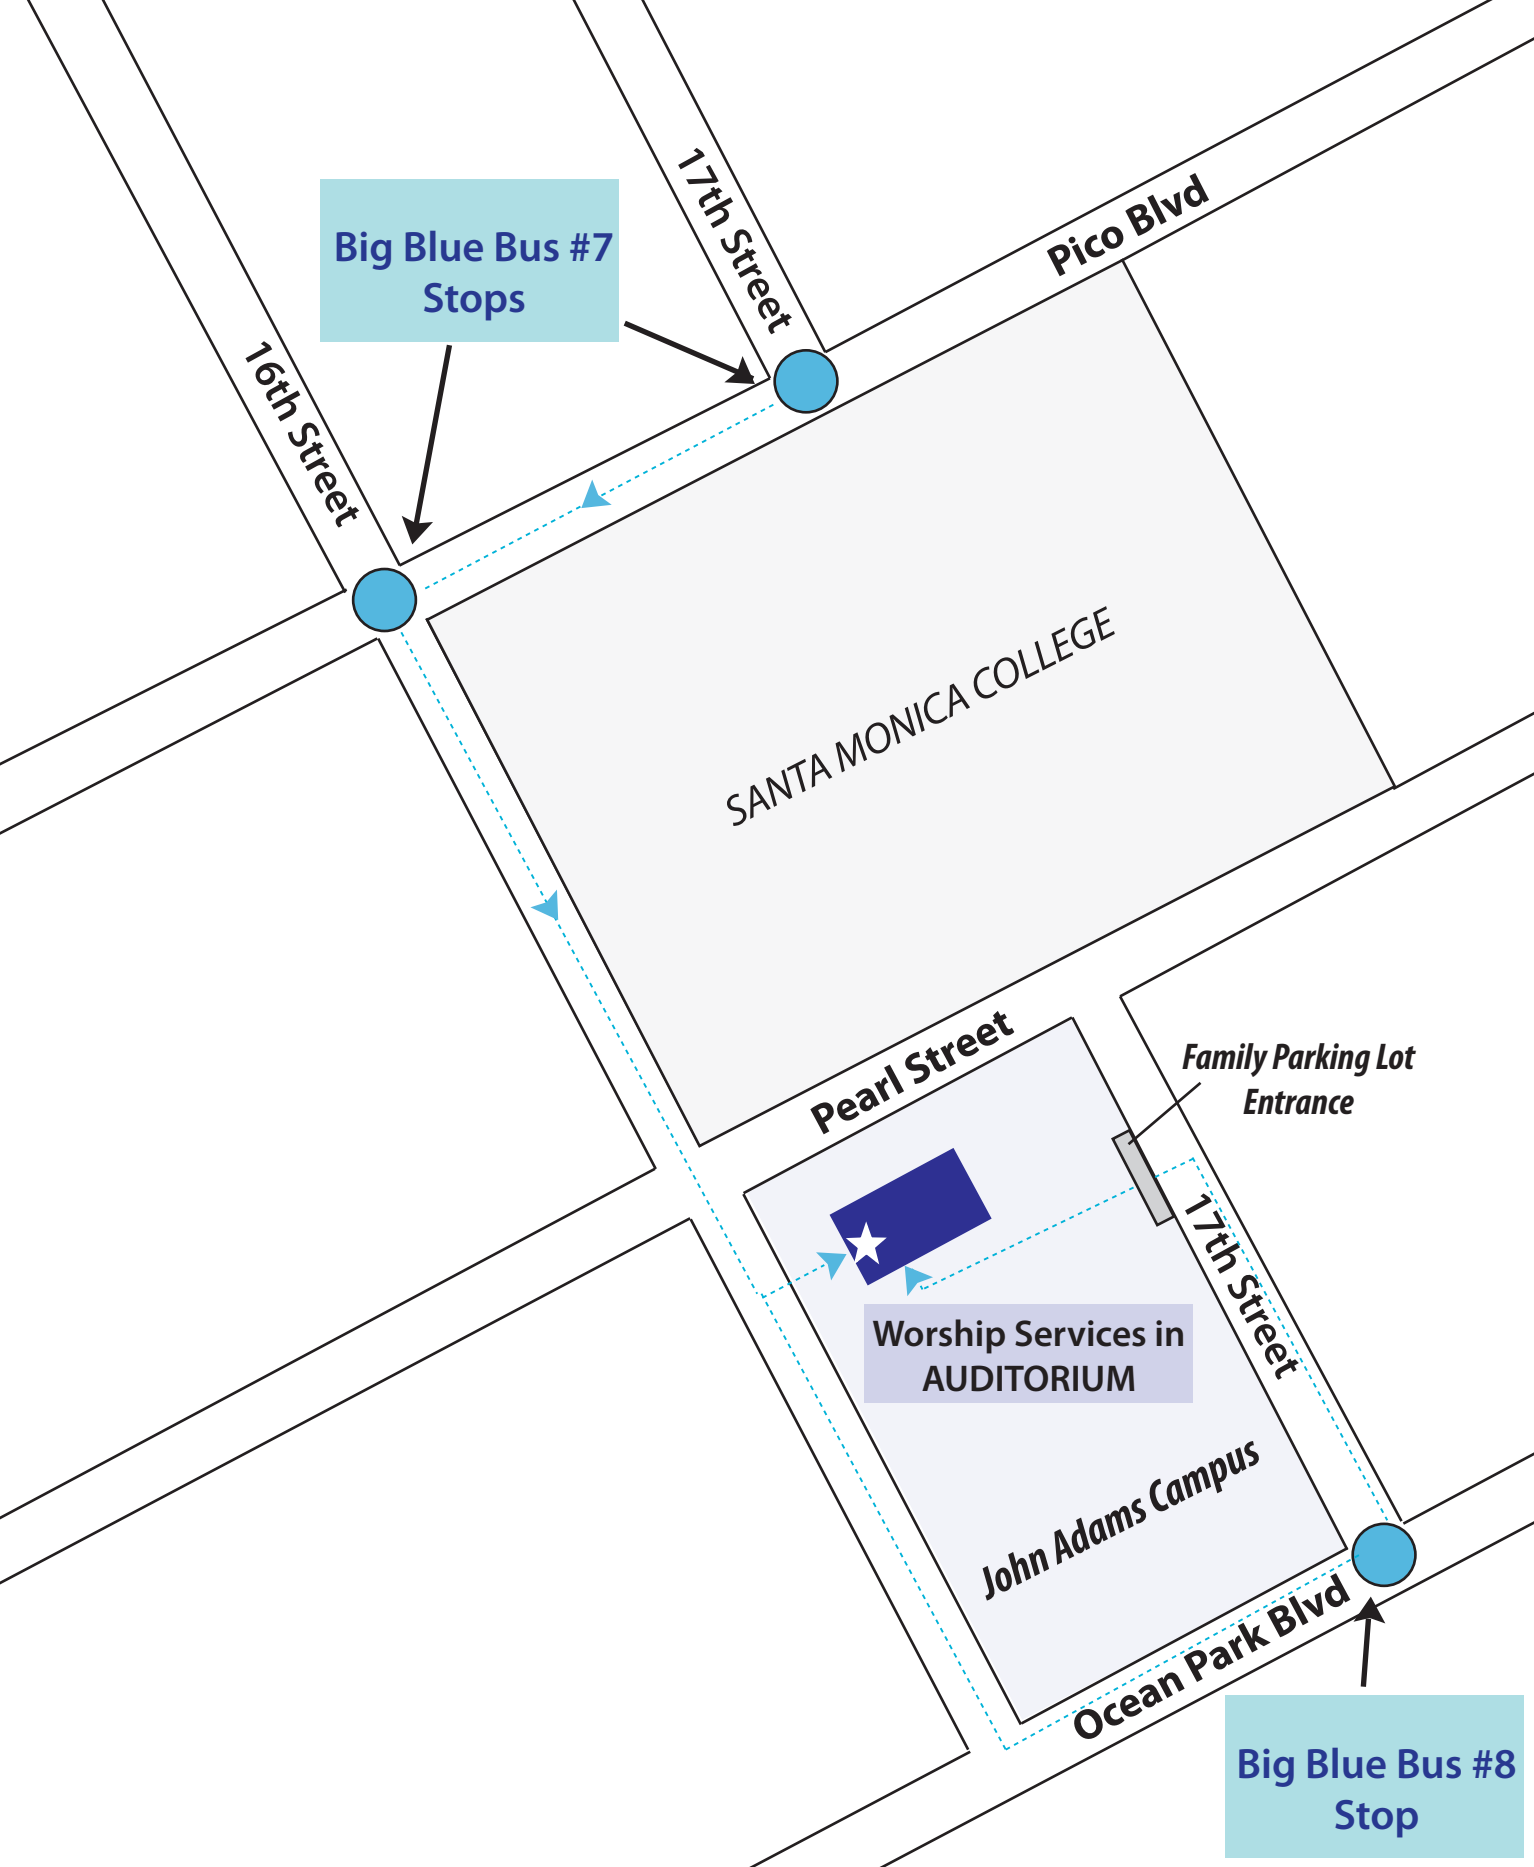 17th Street
Pico Blvd
Big Blue Bus #7
Stops
16th Street
SANTA MONICA COLLEGE
Pearl Street
Family Parking Lot
Entrance
17th Street
Worship Services in
AUDITORIUM
John Adams Campus
Ocean Park Blvd
Big Blue Bus #8
Stop